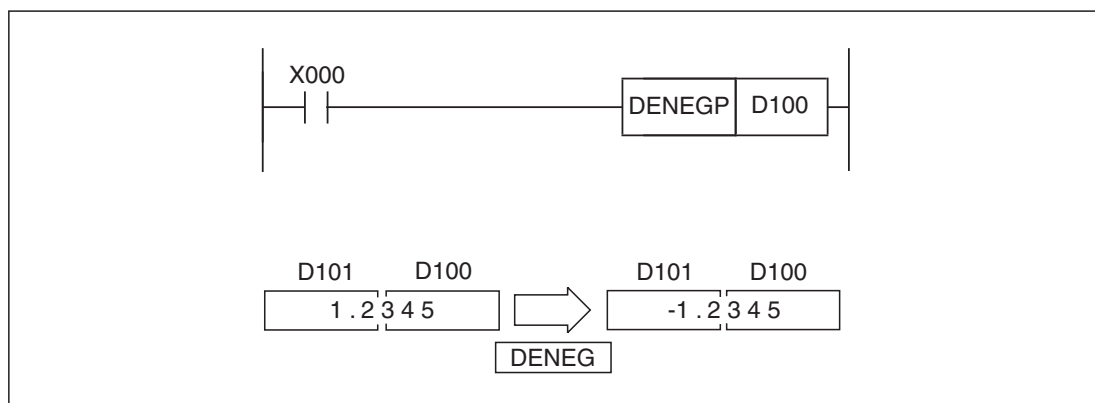 X000
DENEGP D100
D101 D100 D101 D100
1.2345 -1.2345
DENEG